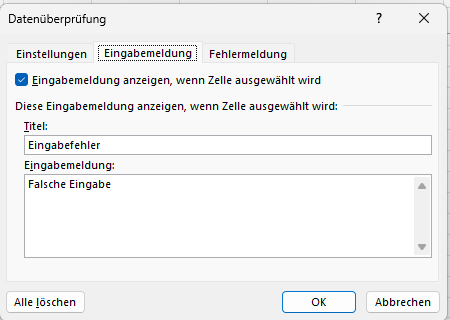 Datenüberprüfung
?
Einstellungen Eingabemeldung Fehlermeldung
Eingabemeldung anzeigen, wenn Zelle ausgewählt wird
Diese Eingabemeldung anzeigen, wenn Zelle ausgewählt wird:
Titel:
Eingabefehler
Eingabemeldung:
Falsche Eingabe
Alle löschen OK Abbrechen